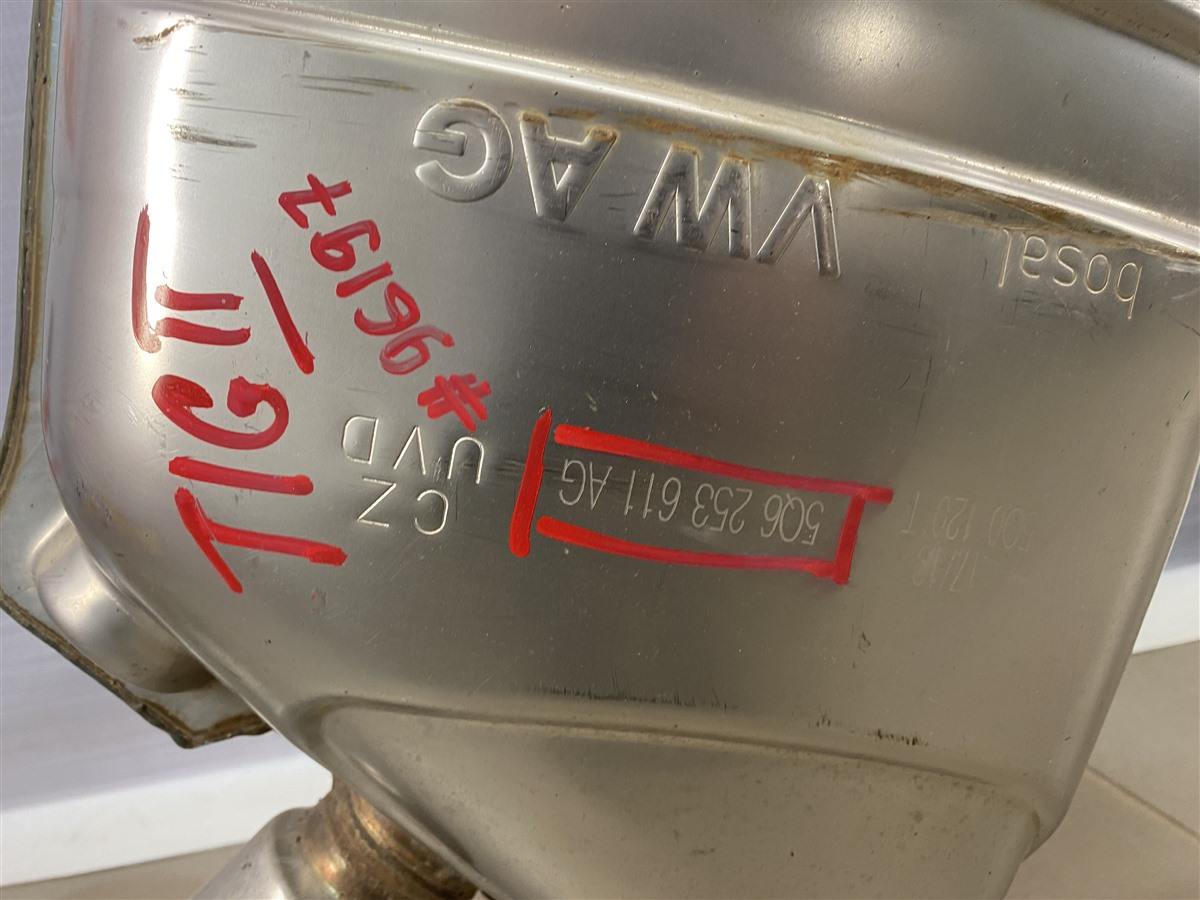 CZ
5Q6 253 611 AG
UVD
#96197
TIG II
bosal
VW AG